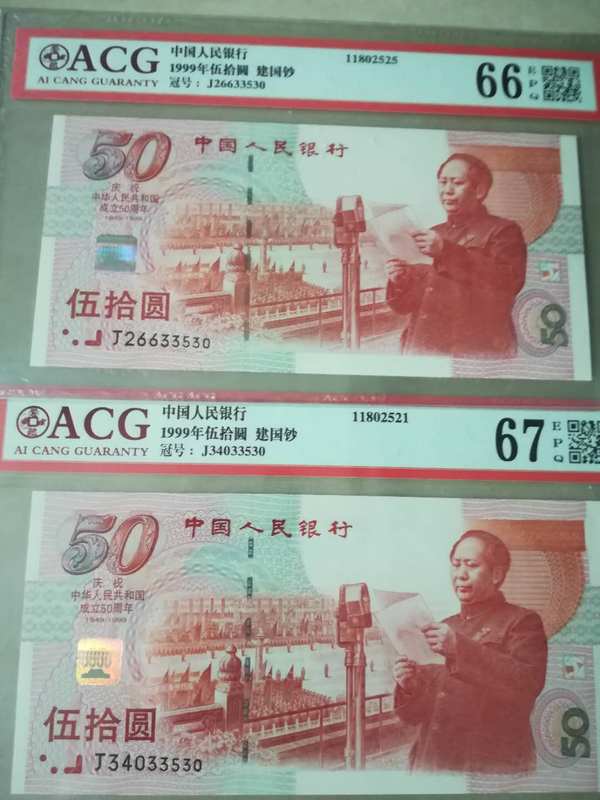 ACG
AI CANG GUARANTY
中国人民银行
1999年伍拾圆 建国钞
冠号：J26633530
11802525
66
EPQ
50
中国人民银行
庆祝
中华人民共和国
成立50周年
1949-1999
伍拾圆
J26633530
50
ACG
AI CANG GUARANTY
中国人民银行
1999年伍拾圆 建国钞
冠号：J34033530
11802521
67
EPQ
50
中国人民银行
庆祝
中华人民共和国
成立50周年
1949-1999
伍拾圆
J34033530
50